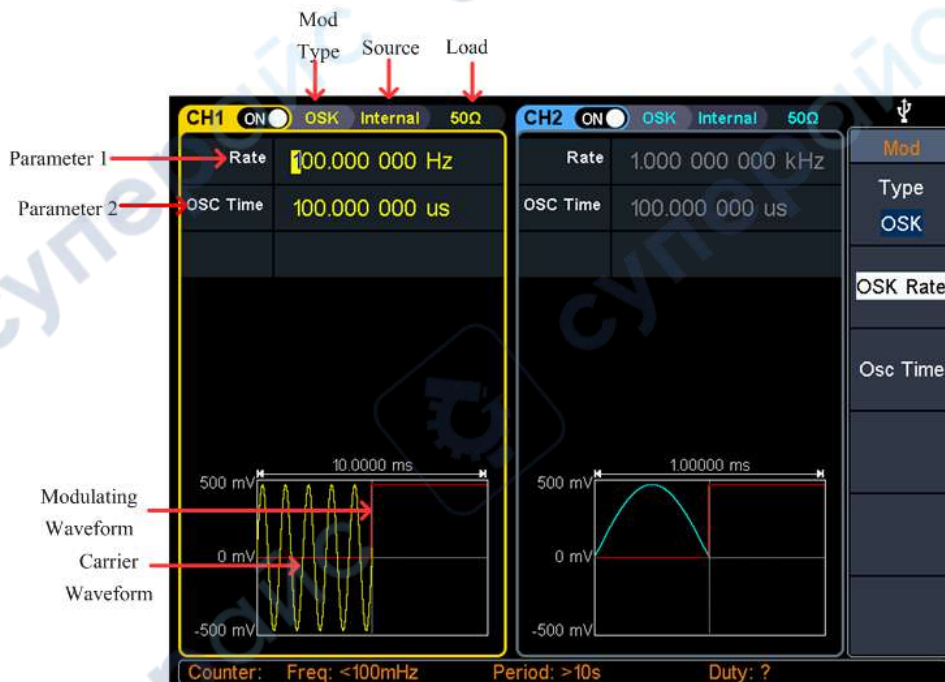 Mod
Type
Source
Load
CH1 ON OSK Internal 50Ω
CH2 ON OSK Internal 50Ω
Mod
Parameter 1
Rate 100.000 000 Hz
Rate 1.000 000 000 kHz
Type
OSK
Parameter 2
OSC Time 100.000 000 us
OSC Time 100.000 000 us
OSK Rate
Osc Time
10.0000 ms
1.00000 ms
500 mV
500 mV
Modulating
Waveform
0 mV
0 mV
Carrier
Waveform
-500 mV
-500 mV
Counter: Freq: <100mHz Period: >10s Duty: ?
суперайс
суперайс